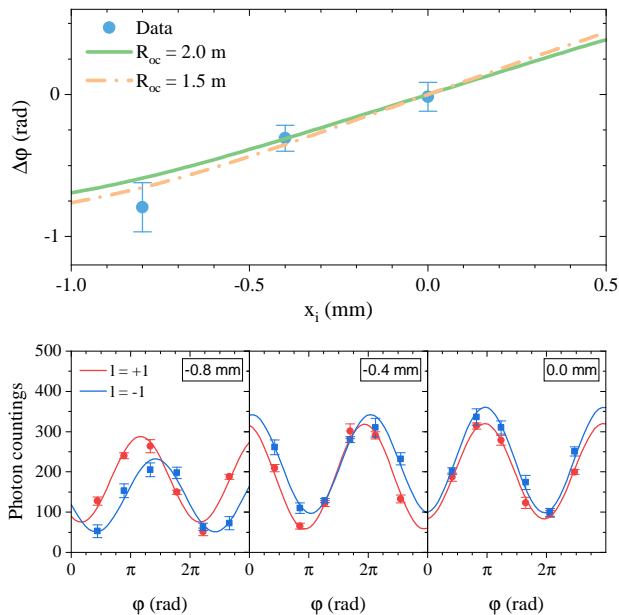 Data
R_oc = 2.0 m
R_oc = 1.5 m
0
-1
Δφ (rad)
-1.0 -0.5 0.0 0.5
x_i (mm)
500
400
300
200
100
0
Photon countings
l = +1
l = -1
-0.8 mm
-0.4 mm
0.0 mm
0 π 2π 0 π 2π 0 π 2π
φ (rad) φ (rad) φ (rad)